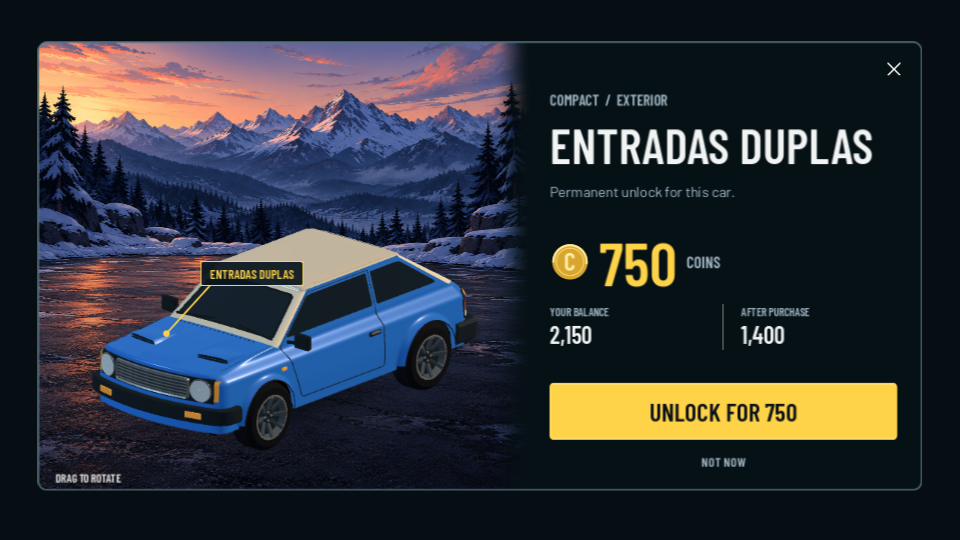 COMPACT / EXTERIOR
ENTRADAS DUPLAS
Permanent unlock for this car.
C 750 COINS
YOUR BALANCE
2,150
AFTER PURCHASE
1,400
UNLOCK FOR 750
NOT NOW
ENTRADAS DUPLAS
DRAG TO ROTATE